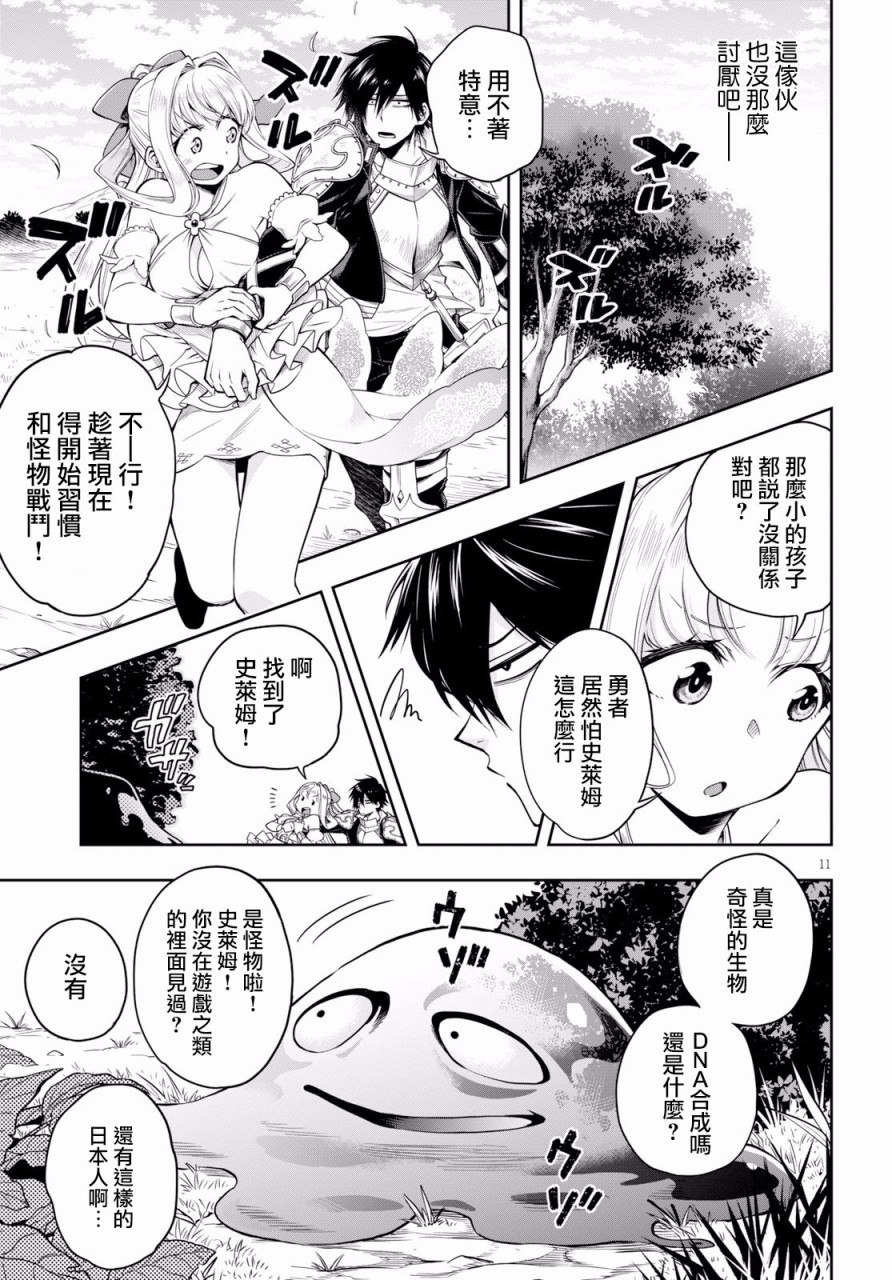 這傢伙
也沒那麼
討厭吧——
用不著
特意…
ズルズル
ズルズル
不—行！
趁著現在
得開始習慣
和怪物戰鬥！
那麼小的孩子
都說了沒關係
對吧？
勇者
居然怕史萊姆
這怎麼行
啊
找到了
史萊姆！
ガサガサ
11
真是
奇怪的生物
DNA合成嗎
還是什麼？
ウゾ
ウゾ
是怪物啦！
史萊姆！
你沒在遊戲之類
的裡面見過？
沒有
還有這樣的
日本人啊…